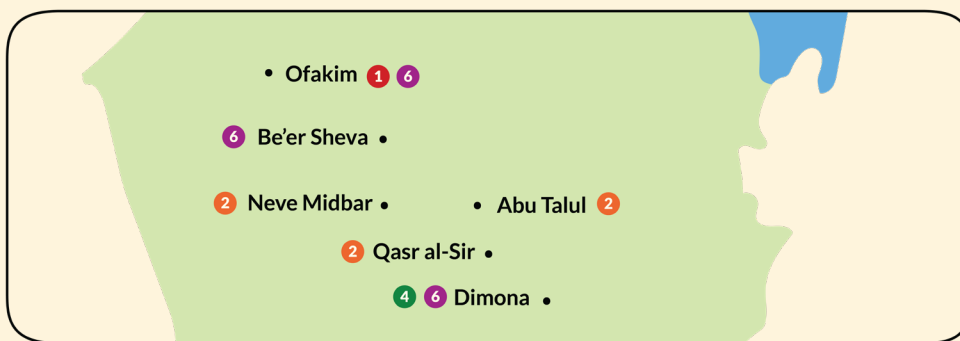 Ofakim 1 6
6 Be’er Sheva
2 Neve Midbar
Abu Talul 2
2 Qasr al-Sir
4 6 Dimona